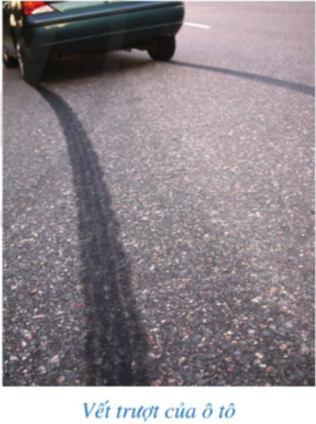 Vết trượt của ô tô